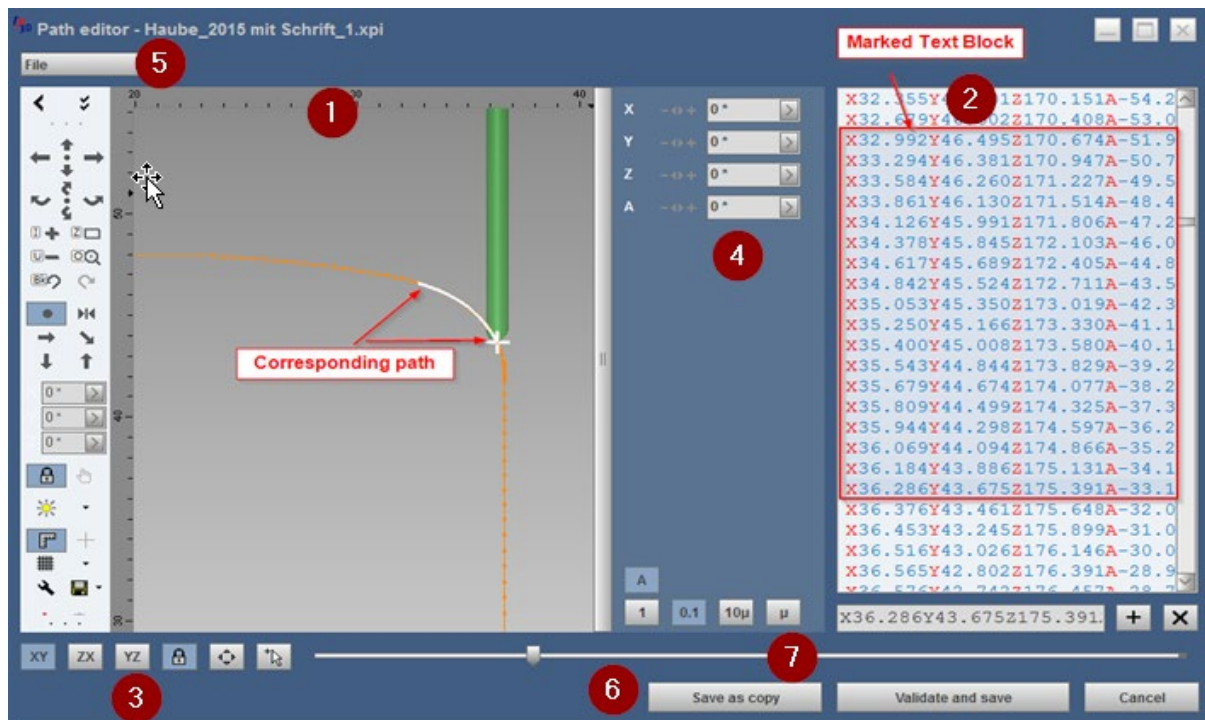 Path editor - Haube_2015 mit Schrift_1.xpi
File
5
1
2
3
4
6
7
Marked Text Block
Corresponding path
20
40
50
40
X
0 °
Y
0 °
Z
0 °
A
0 °
0 °
0 °
0 °
X32.992Y46.495Z170.674A-51.9
X33.294Y46.381Z170.947A-50.7
X33.584Y46.260Z171.227A-49.5
X33.861Y46.130Z171.514A-48.4
X34.126Y45.991Z171.806A-47.2
X34.378Y45.845Z172.103A-46.0
X34.617Y45.689Z172.405A-44.8
X34.842Y45.524Z172.711A-43.5
X35.053Y45.350Z173.019A-42.3
X35.250Y45.166Z173.330A-41.1
X35.400Y45.008Z173.580A-40.1
X35.543Y44.844Z173.829A-39.2
X35.679Y44.674Z174.077A-38.2
X35.809Y44.499Z174.325A-37.3
X35.944Y44.298Z174.597A-36.2
X36.069Y44.094Z174.866A-35.2
X36.184Y43.886Z175.131A-34.1
X36.286Y43.675Z175.391A-33.1
X36.376Y43.461Z175.648A-32.0
X36.453Y43.245Z175.899A-31.0
X36.516Y43.026Z176.146A-30.0
X36.565Y42.802Z176.391A-28.9
X36.286Y43.675Z175.391
A
1
0.1
10µ
µ
XY
ZX
YZ
Save as copy
Validate and save
Cancel